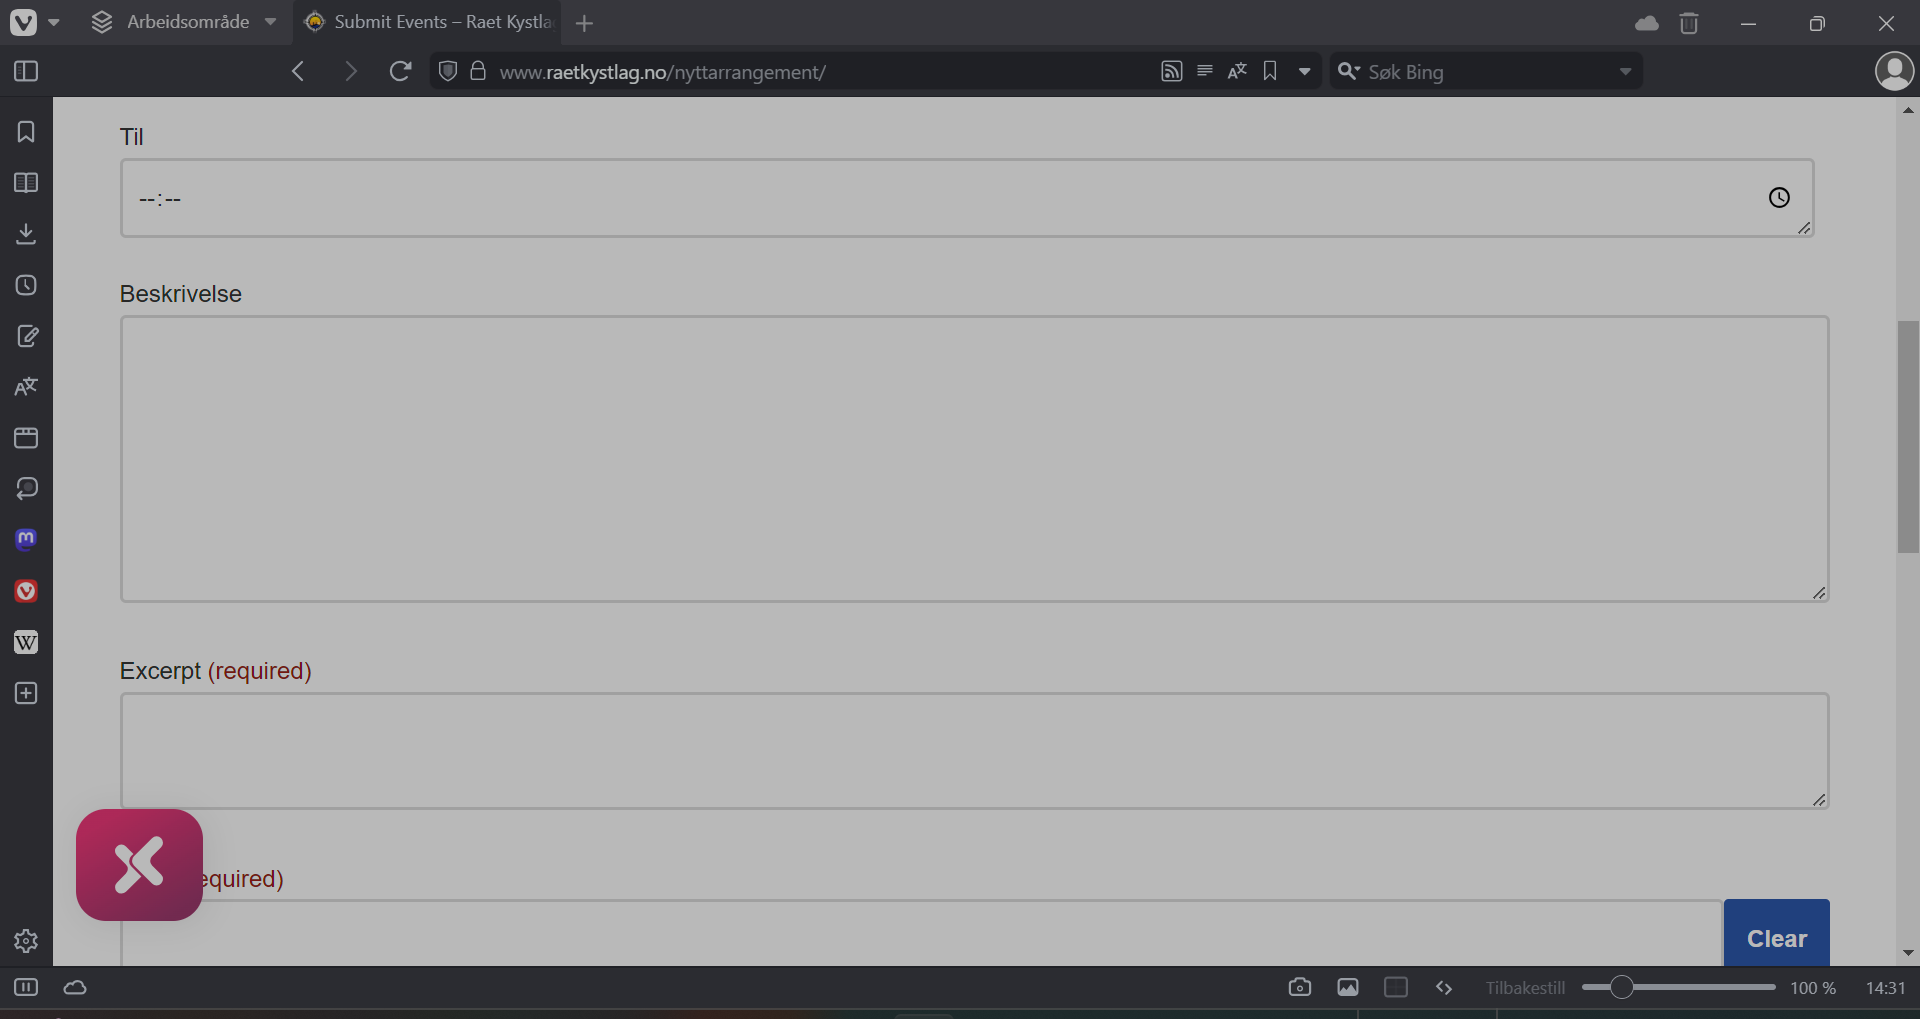 Arbeidsområde
Submit Events – Raet Kystla
www.raetkystlag.no/nyttarrangement/
Søk Bing
Til
--:--
Beskrivelse
Excerpt (required)
equired)
Clear
Tilbakestill
100 %
14:31